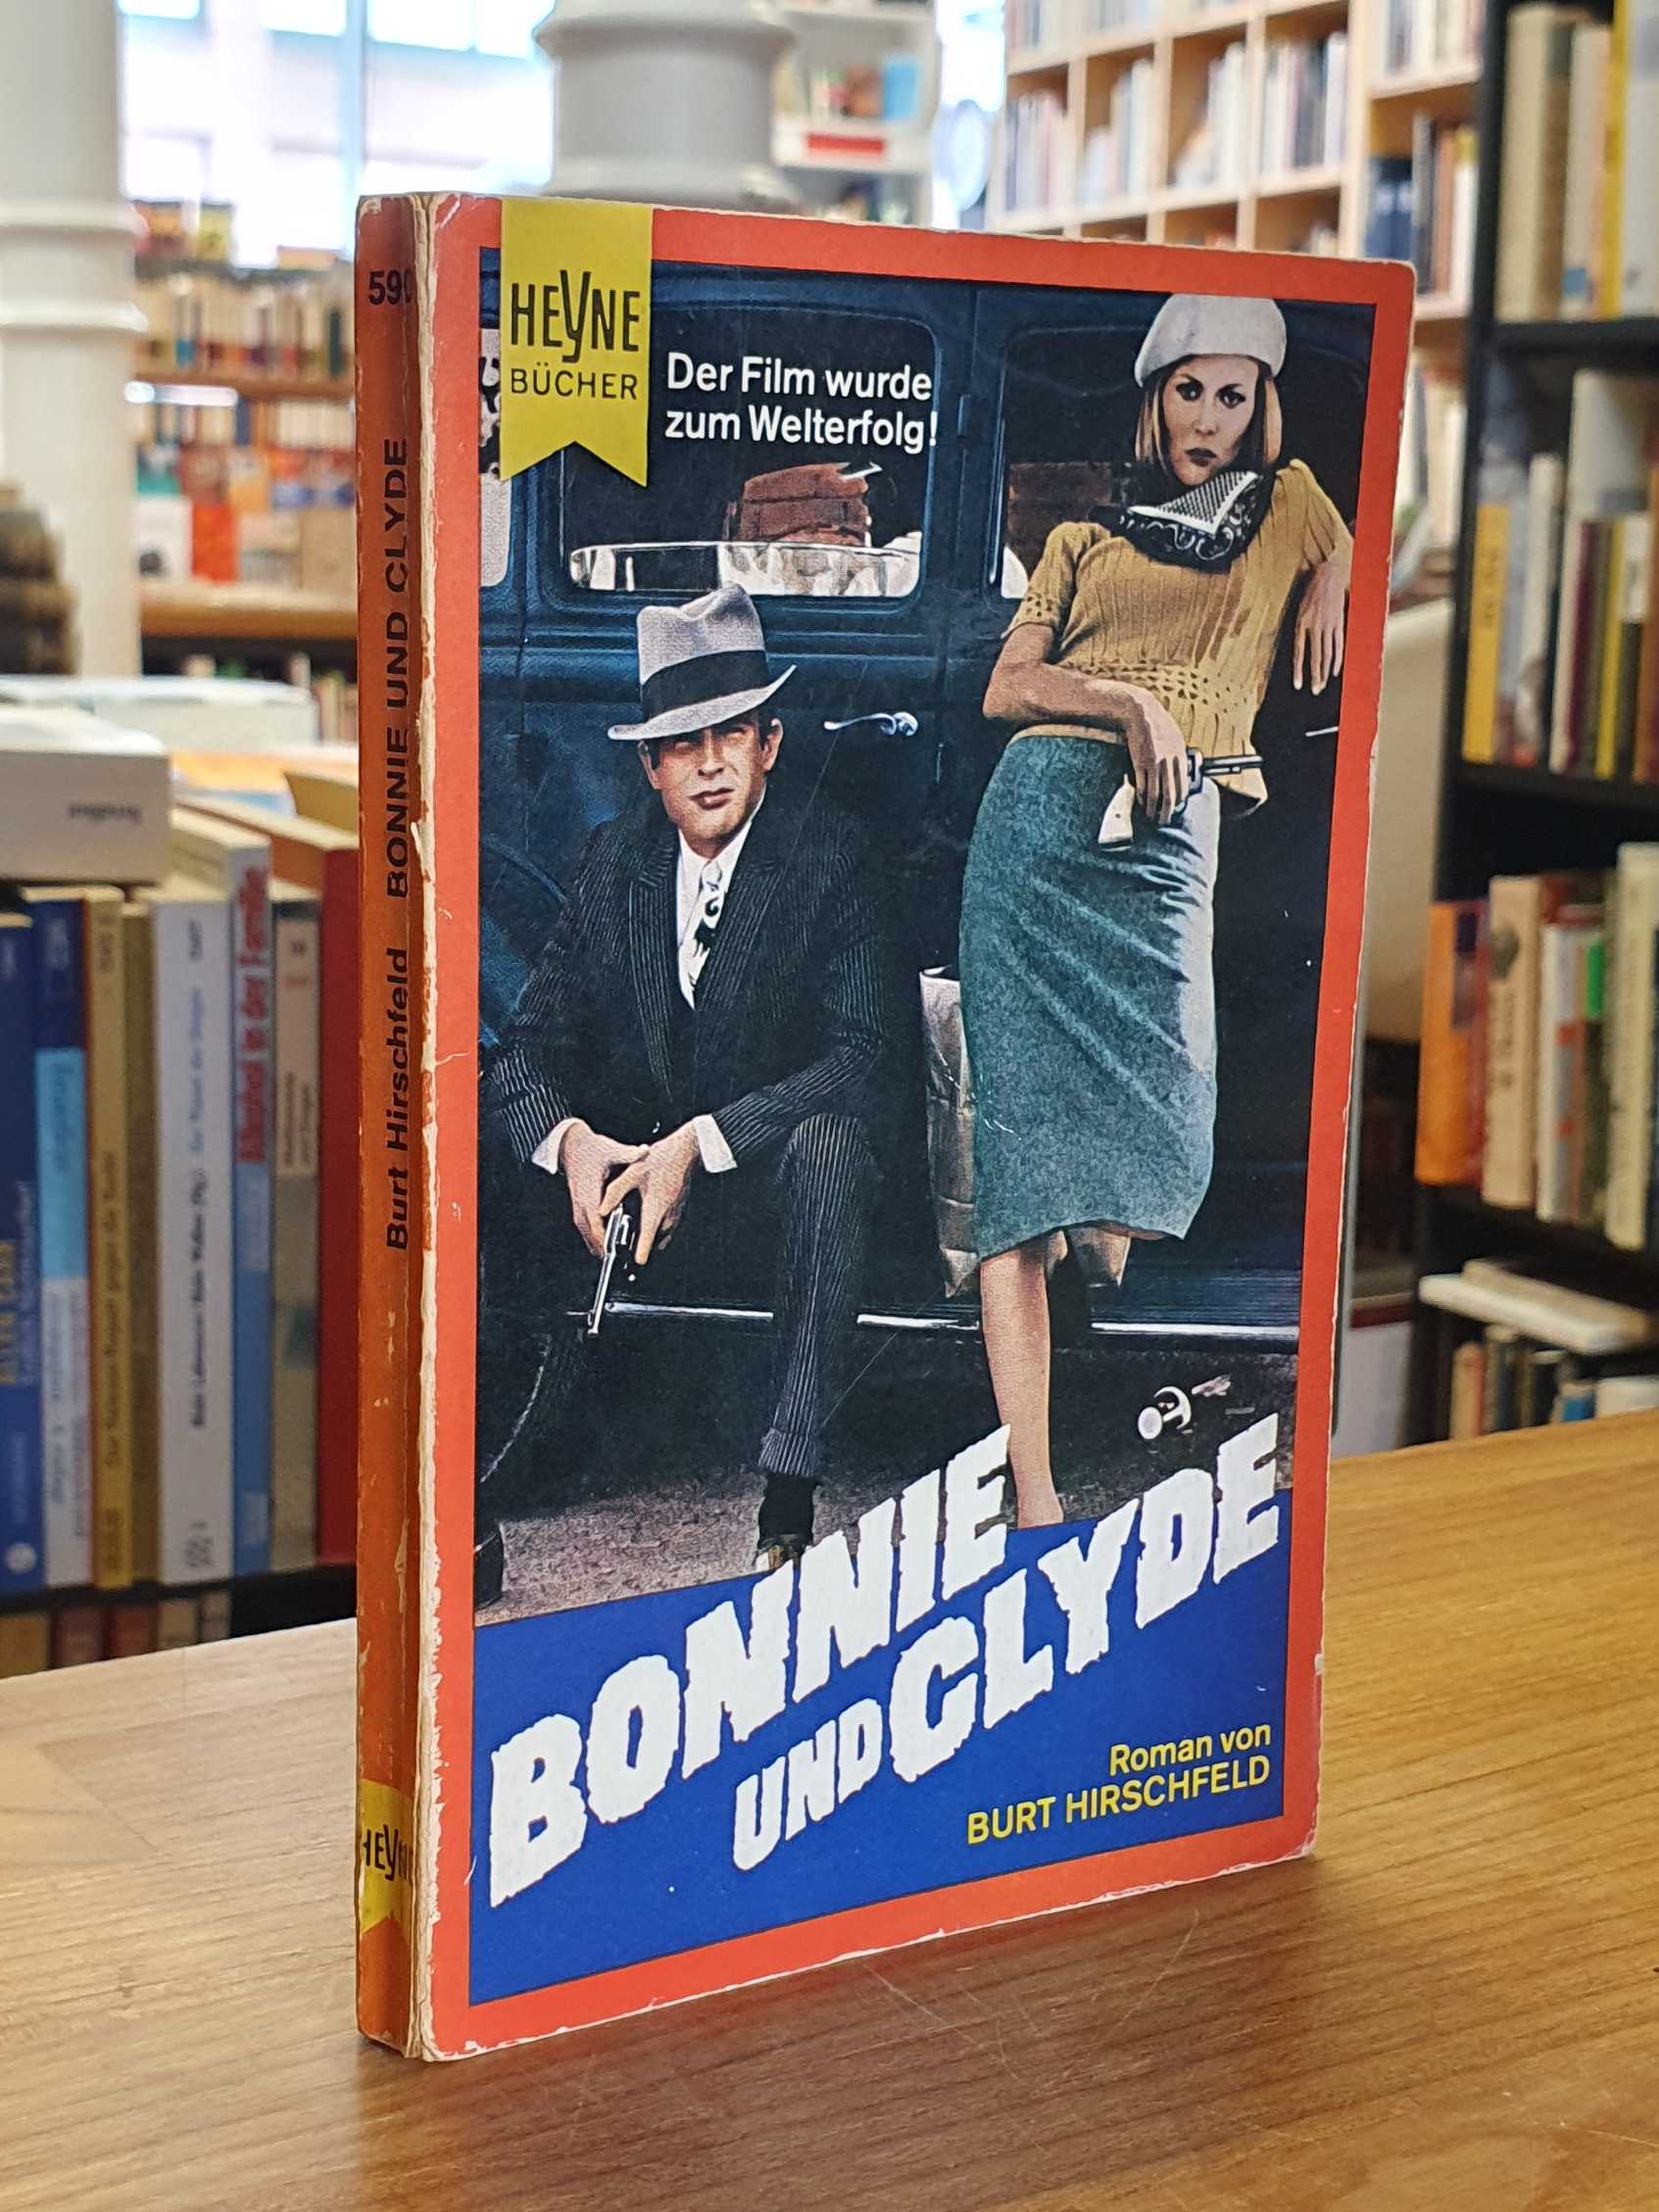 HEYNE
BÜCHER
Der Film wurde
zum Welterfolg!
BONNIE
UND CLYDE
Roman von
BURT HIRSCHFELD
Burt Hirschfeld BONNIE UND CLYDE
HEYNE